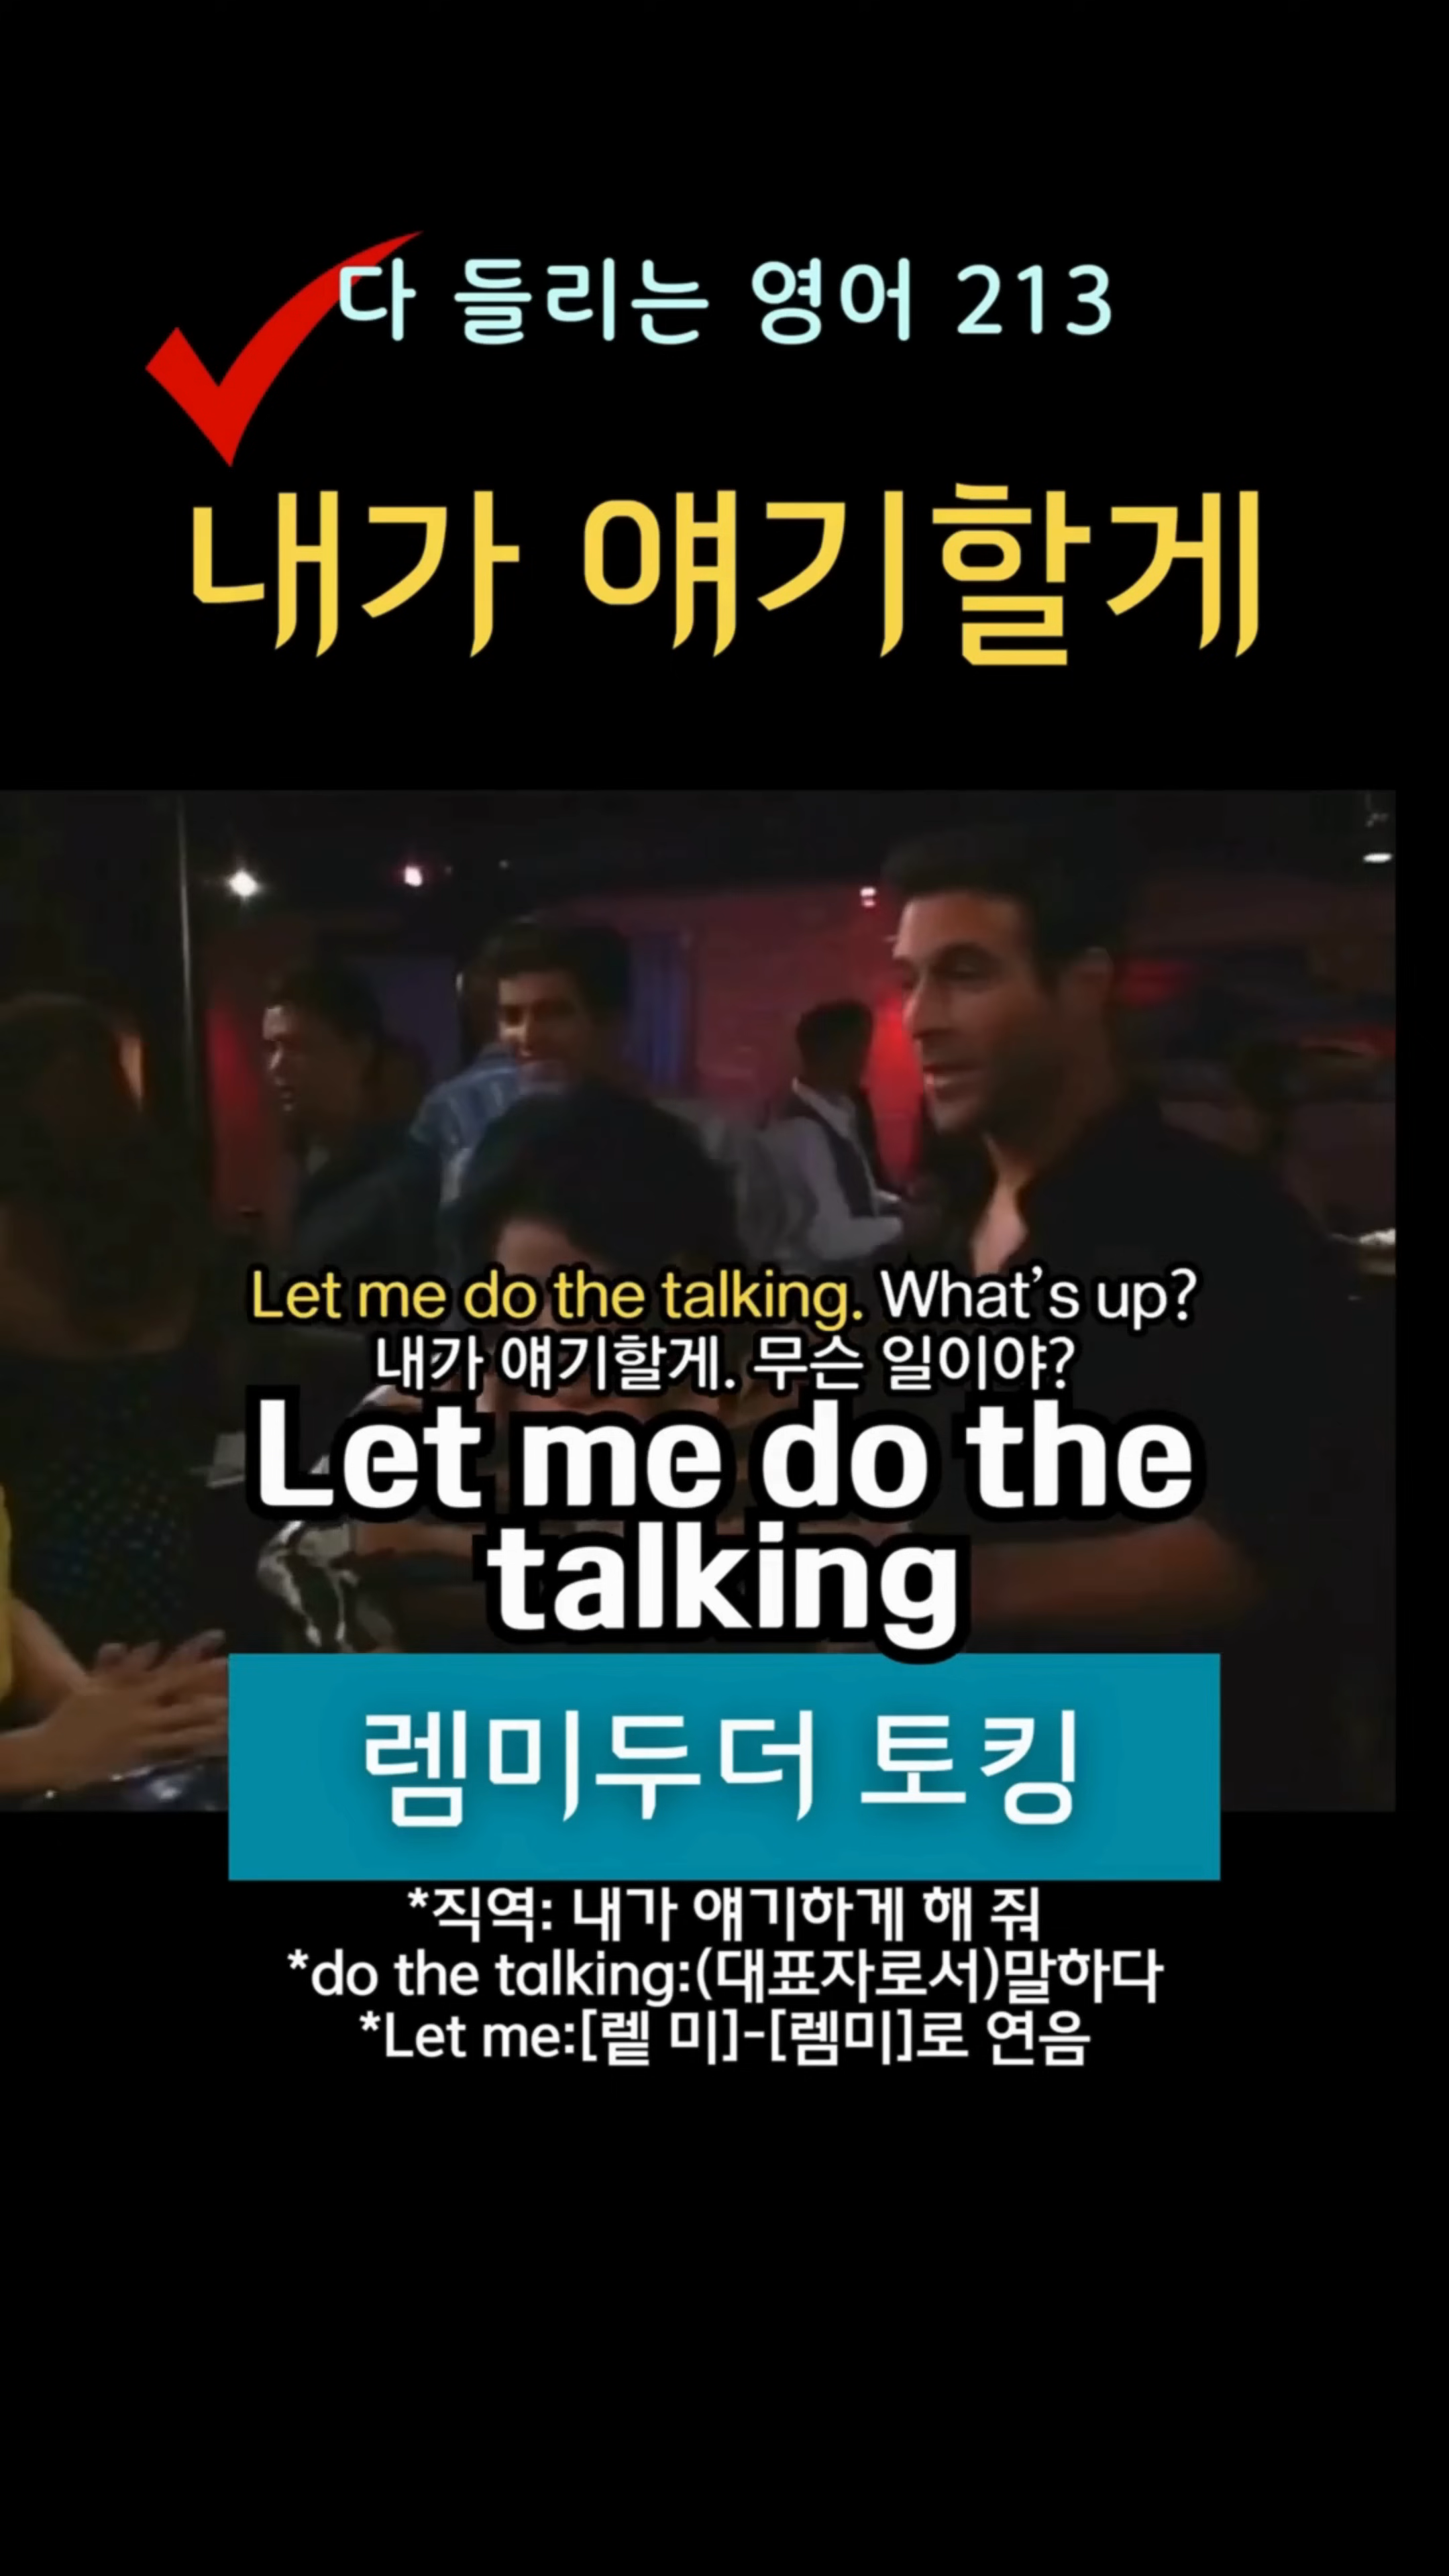 다 들리는 영어 213
내가 얘기할게
Let me do the talking. What's up?
내가 얘기할게. 무슨 일이야?
Let me do the
talking
렘미두더 토킹
*직역: 내가 얘기하게 해 줘
*do the talking:(대표자로서)말하다
*Let me:[렡 미]-[렘미]로 연음